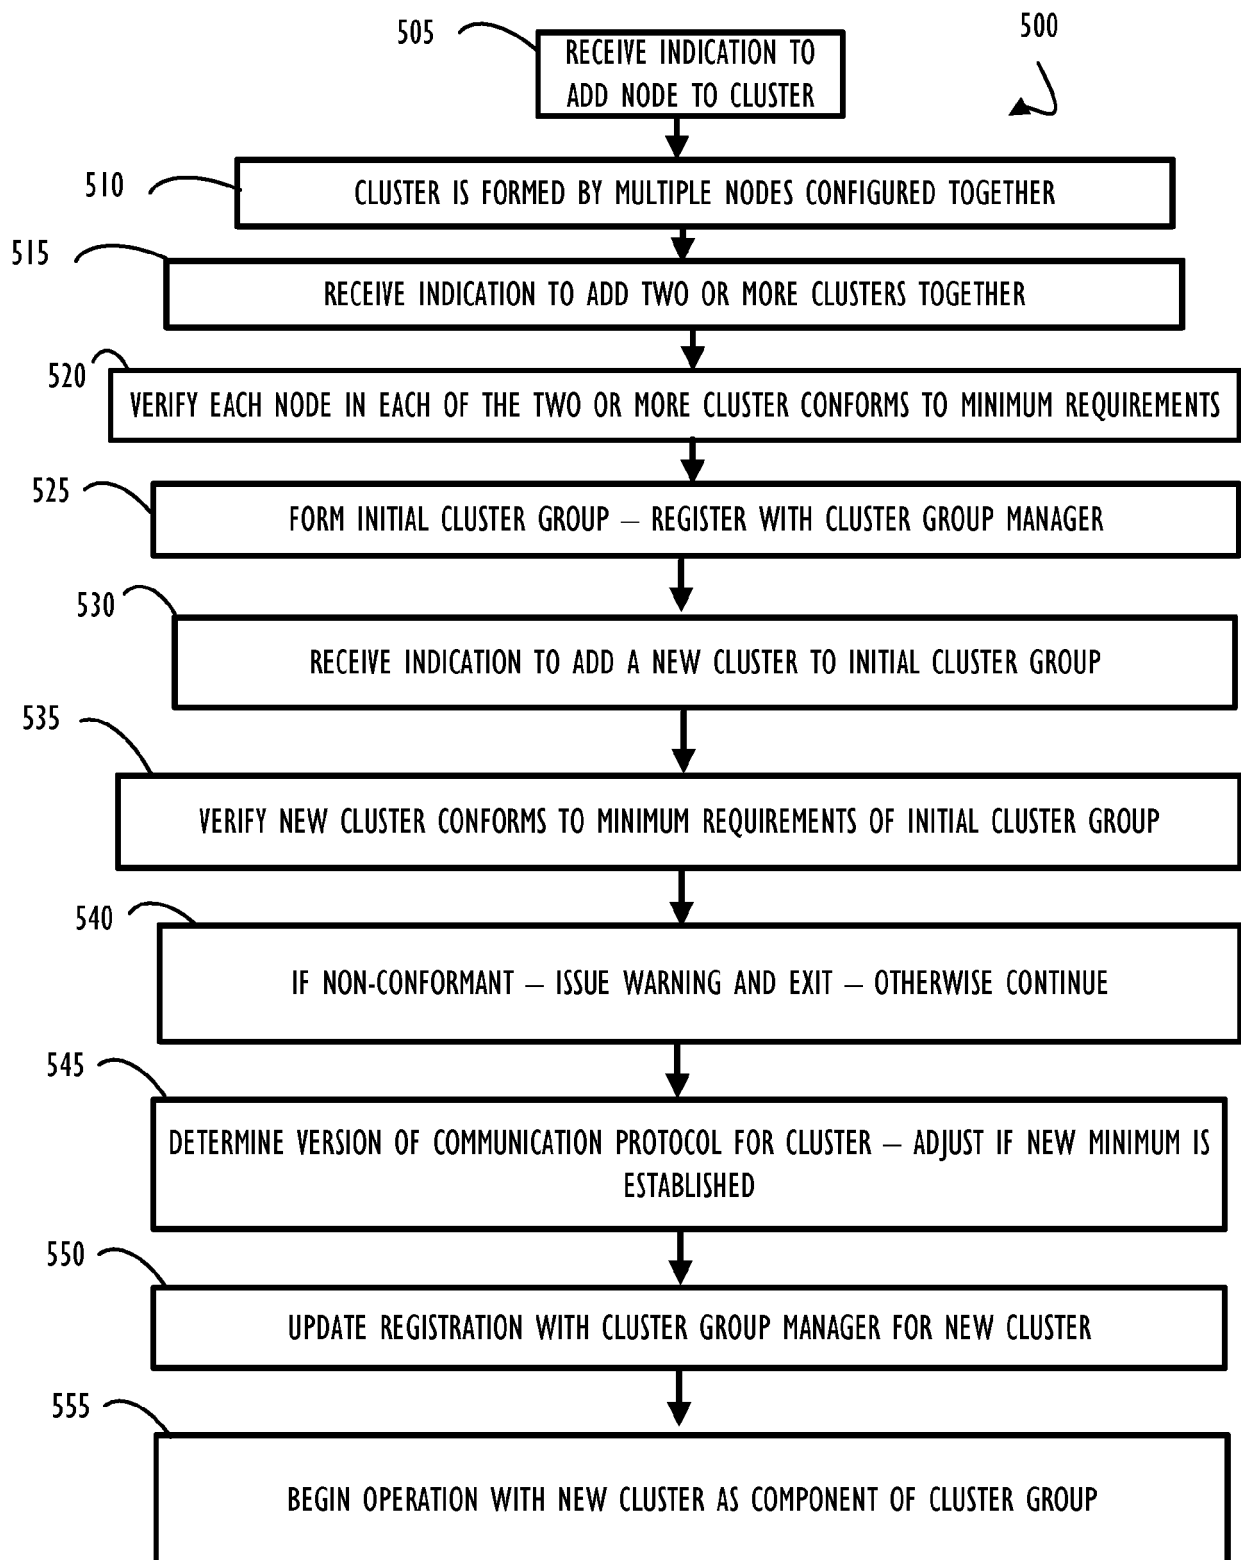 505
500
RECEIVE INDICATION TO
ADD NODE TO CLUSTER
510
CLUSTER IS FORMED BY MULTIPLE NODES CONFIGURED TOGETHER
515
RECEIVE INDICATION TO ADD TWO OR MORE CLUSTERS TOGETHER
520
VERIFY EACH NODE IN EACH OF THE TWO OR MORE CLUSTER CONFORMS TO MINIMUM REQUIREMENTS
525
FORM INITIAL CLUSTER GROUP – REGISTER WITH CLUSTER GROUP MANAGER
530
RECEIVE INDICATION TO ADD A NEW CLUSTER TO INITIAL CLUSTER GROUP
535
VERIFY NEW CLUSTER CONFORMS TO MINIMUM REQUIREMENTS OF INITIAL CLUSTER GROUP
540
IF NON-CONFORMANT – ISSUE WARNING AND EXIT – OTHERWISE CONTINUE
545
DETERMINE VERSION OF COMMUNICATION PROTOCOL FOR CLUSTER – ADJUST IF NEW MINIMUM IS
ESTABLISHED
550
UPDATE REGISTRATION WITH CLUSTER GROUP MANAGER FOR NEW CLUSTER
555
BEGIN OPERATION WITH NEW CLUSTER AS COMPONENT OF CLUSTER GROUP